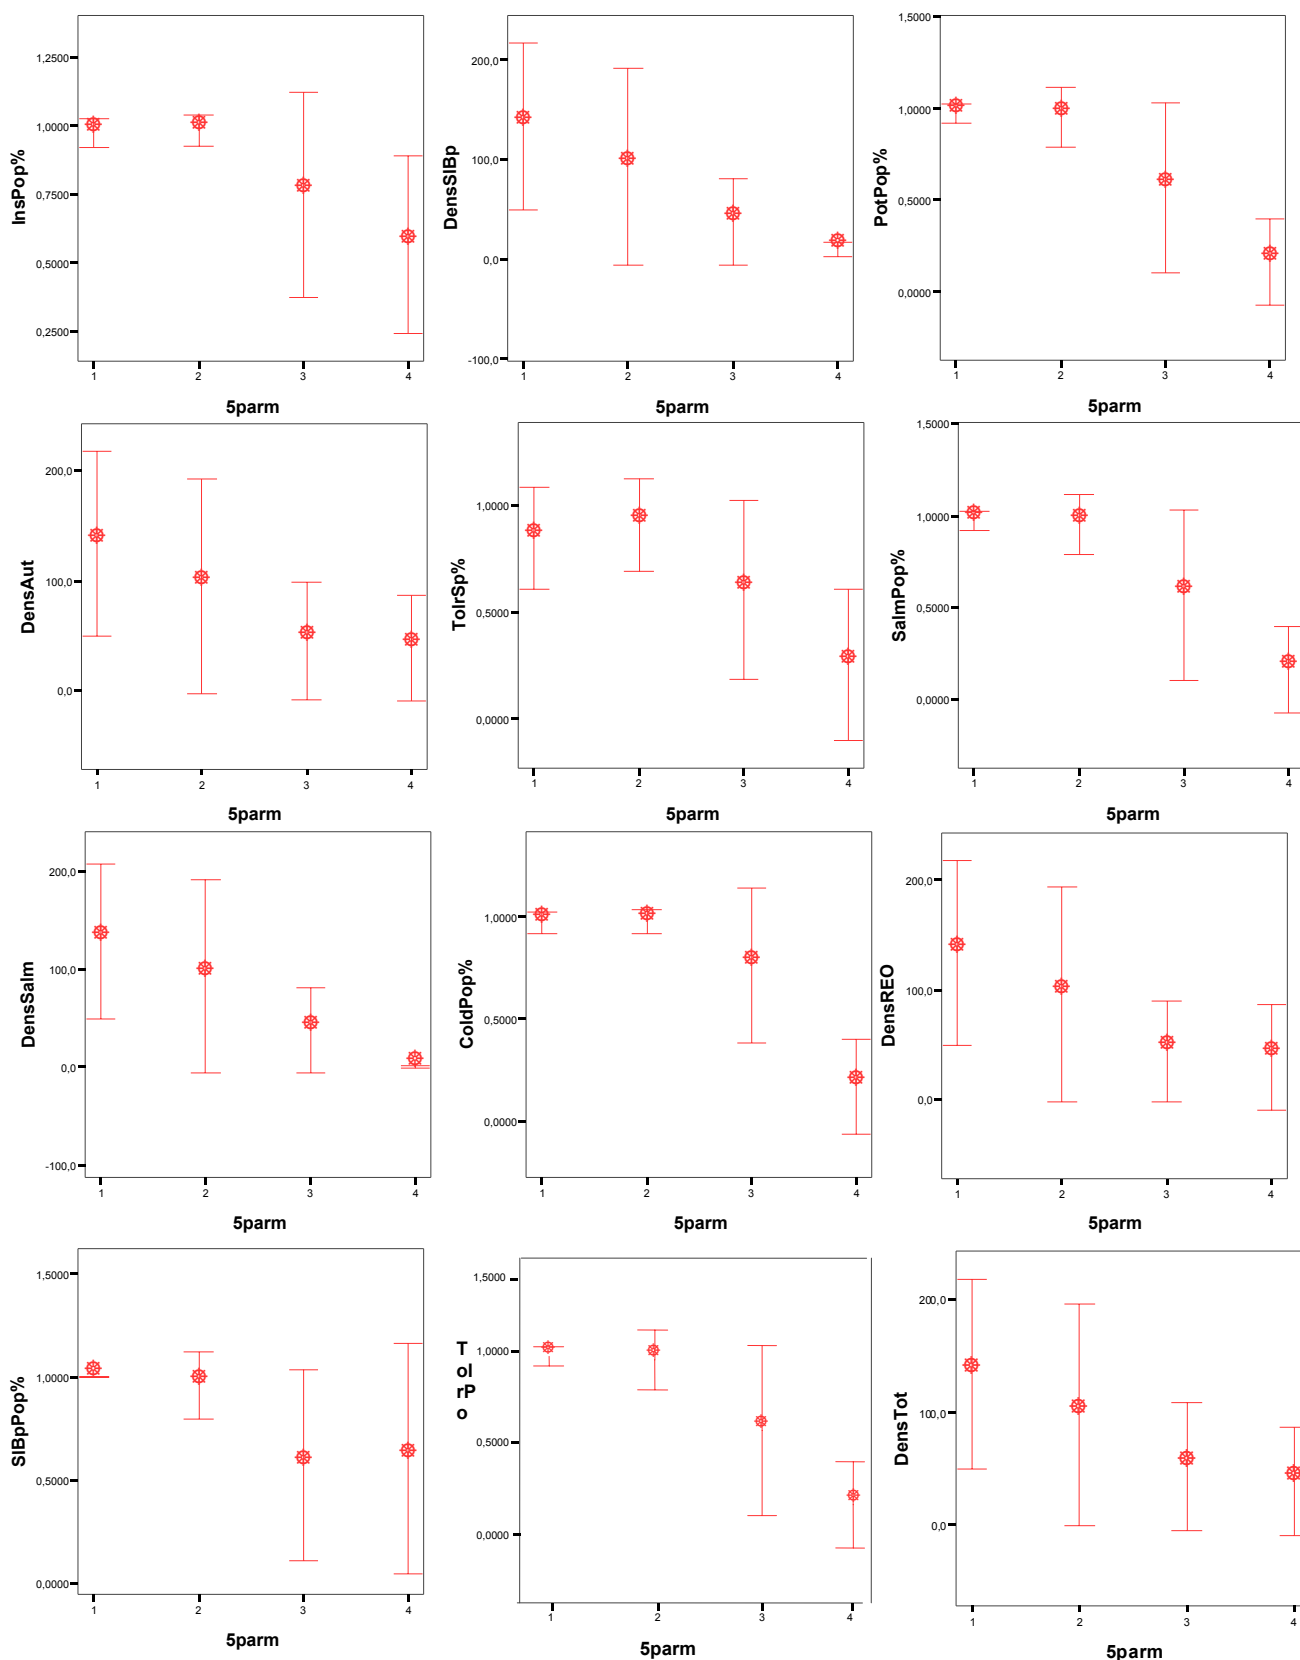 InsPop%
1,2500
1,0000
0,7500
0,5000
0,2500
1 2 3 4
5parm
DensSIBp
200,0
100,0
0,0
-100,0
1 2 3 4
5parm
PotPop%
1,5000
1,0000
0,5000
0,0000
1 2 3 4
5parm
DensAut
200,0
100,0
0,0
1 2 3 4
5parm
TolrSp%
1,0000
0,5000
0,0000
1 2 3 4
5parm
SalmPop%
1,5000
1,0000
0,5000
0,0000
1 2 3 4
5parm
DensSalm
200,0
100,0
0,0
-100,0
1 2 3 4
5parm
ColdPop%
1,0000
0,5000
0,0000
1 2 3 4
5parm
DensREO
200,0
100,0
0,0
1 2 3 4
5parm
SIBpPop%
1,5000
1,0000
0,5000
0,0000
1 2 3 4
5parm
T
ol
rP
o
1,5000
1,0000
0,5000
0,0000
1 2 3 4
5parm
DensTot
200,0
100,0
0,0
1 2 3 4
5parm